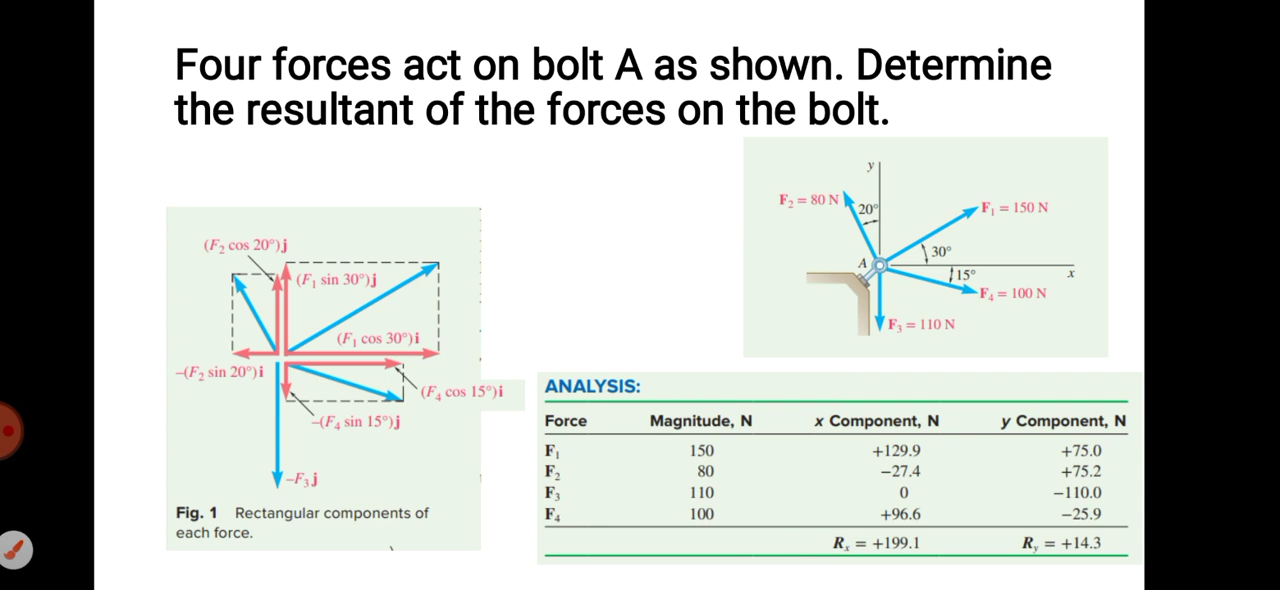 Four forces act on bolt A as shown. Determine
the resultant of the forces on the bolt.
y
F₂ = 80 N
20°
F₁ = 150 N
30°
A
15°
x
F₄ = 100 N
F₃ = 110 N
(F₂ cos 20°)j
(F₁ sin 30°)j
(F₁ cos 30°)i
–(F₂ sin 20°)i
(F₄ cos 15°)i
–(F₄ sin 15°)j
–F₃j
Fig. 1 Rectangular components of
each force.
ANALYSIS:
Force Magnitude, N x Component, N y Component, N
F₁ 150 +129.9 +75.0
F₂ 80 −27.4 +75.2
F₃ 110 0 −110.0
F₄ 100 +96.6 −25.9
Rₓ = +199.1 Rᵧ = +14.3